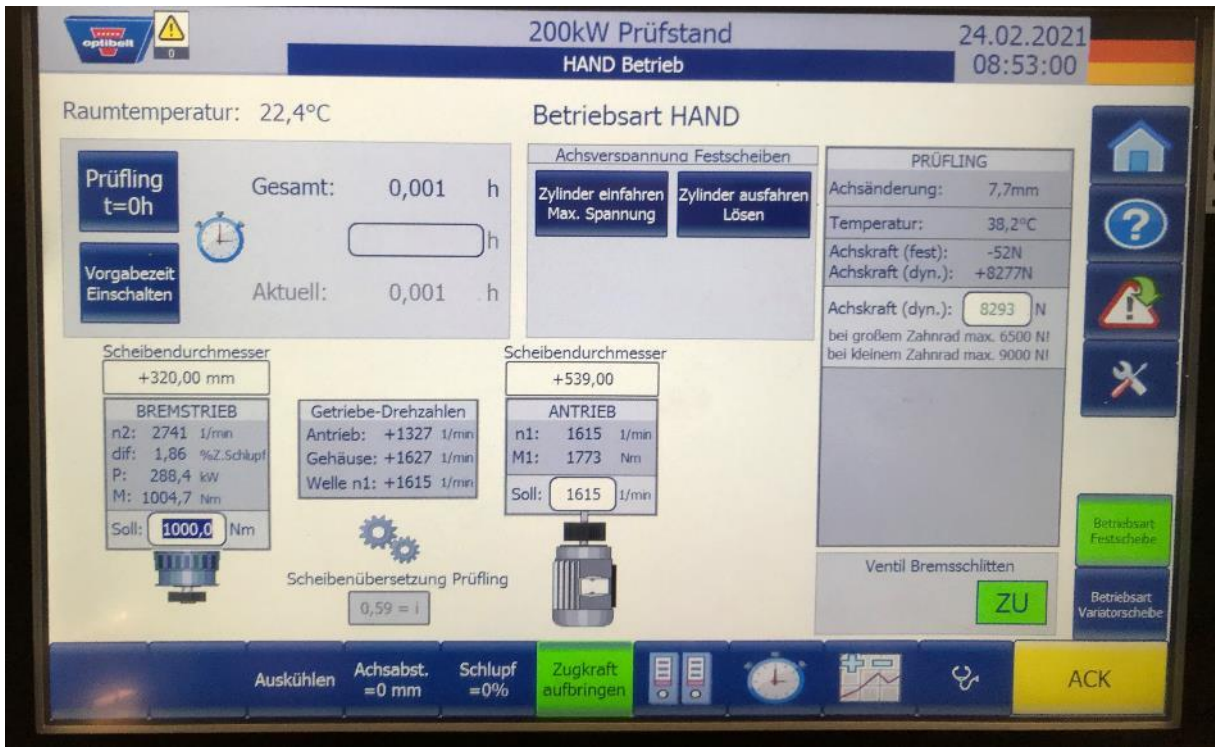 optibelt
0
200kW Prüfstand
24.02.2021
HAND Betrieb
08:53:00
Raumtemperatur: 22,4°C
Betriebsart HAND
Prüfling
t=0h
Gesamt: 0,001 h
h
Vorgabezeit
Einschalten
Aktuell: 0,001 h
Achsverspannung Festscheiben
Zylinder einfahren
Max. Spannung
Zylinder ausfahren
Lösen
PRÜFLING
Achsänderung: 7,7mm
Temperatur: 38,2°C
Achskraft (fest): -52N
Achskraft (dyn.): +8277N
Achskraft (dyn.): 8293 N
bei großem Zahnrad max. 6500 N!
bei kleinem Zahnrad max. 9000 N!
Scheibendurchmesser
+320,00 mm
BREMSTRIEB
n2: 2741 1/min
dif: 1,86 %Z.Schlupf
P: 288,4 kW
M: 1004,7 Nm
Soll: 1000,0 Nm
Getriebe-Drehzahlen
Antrieb: +1327 1/min
Gehäuse: +1627 1/min
Welle n1: +1615 1/min
Scheibenübersetzung Prüfling
0,59 = i
Scheibendurchmesser
+539,00
ANTRIEB
n1: 1615 1/min
M1: 1773 Nm
Soll: 1615 1/min
Ventil Bremsschlitten
ZU
Betriebsart
Festscheibe
Betriebsart
Variatorscheibe
Auskühlen
Achsabst.
=0 mm
Schlupf
=0%
Zugkraft
aufbringen
ACK